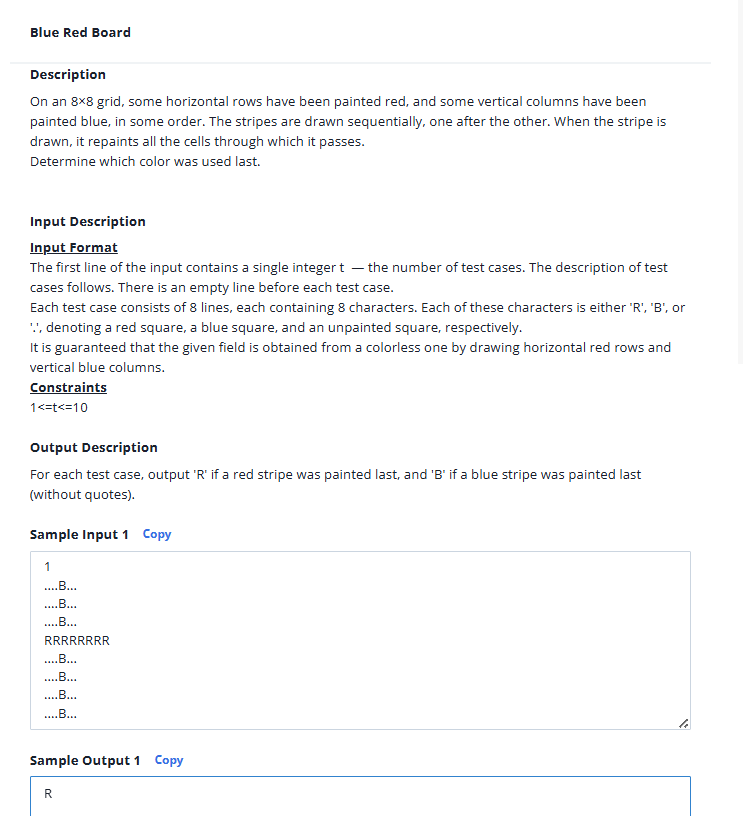 Blue Red Board
Description
On an 8×8 grid, some horizontal rows have been painted red, and some vertical columns have been
painted blue, in some order. The stripes are drawn sequentially, one after the other. When the stripe is
drawn, it repaints all the cells through which it passes.
Determine which color was used last.
Input Description
Input Format
The first line of the input contains a single integer t  — the number of test cases. The description of test
cases follows. There is an empty line before each test case.
Each test case consists of 8 lines, each containing 8 characters. Each of these characters is either 'R', 'B', or
'.', denoting a red square, a blue square, and an unpainted square, respectively.
It is guaranteed that the given field is obtained from a colorless one by drawing horizontal red rows and
vertical blue columns.
Constraints
1<=t<=10
Output Description
For each test case, output 'R' if a red stripe was painted last, and 'B' if a blue stripe was painted last
(without quotes).
Sample Input 1 Copy
1
....B...
....B...
....B...
RRRRRRRR
....B...
....B...
....B...
....B...
Sample Output 1 Copy
R